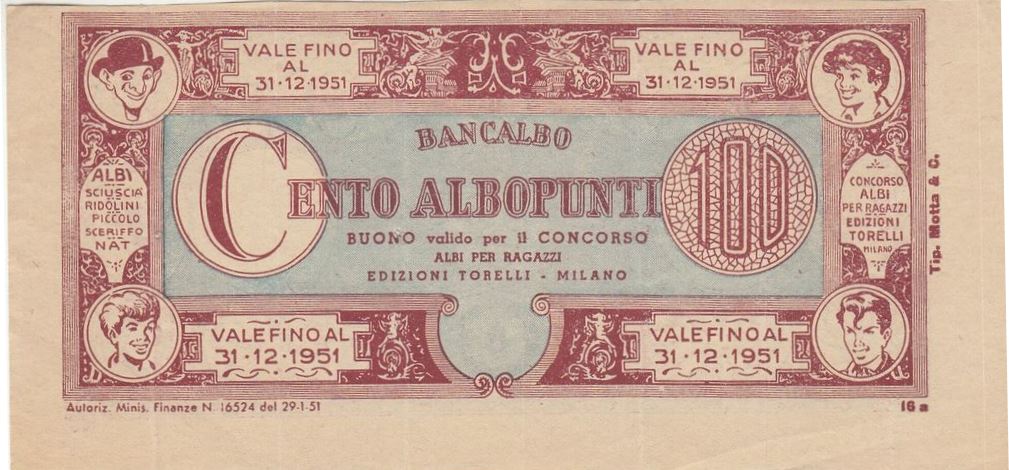 VALE FINO
AL
31·12·1951
VALE FINO
AL
31·12·1951
BANCALBO
CENTO ALBOPUNTI 100
BUONO valido per il CONCORSO
ALBI PER RAGAZZI
EDIZIONI TORELLI - MILANO
ALBI
SCIUSCIÀ
RIDOLINI
PICCOLO
SCERIFFO
NAT
CONCORSO
ALBI
PER RAGAZZI
EDIZIONI
TORELLI
MILANO
Tip. Motta & C.
VALE FINO AL
31·12·1951
VALE FINO AL
31·12·1951
Autoriz. Minis. Finanze N. 16524 del 29-1-51
16 a